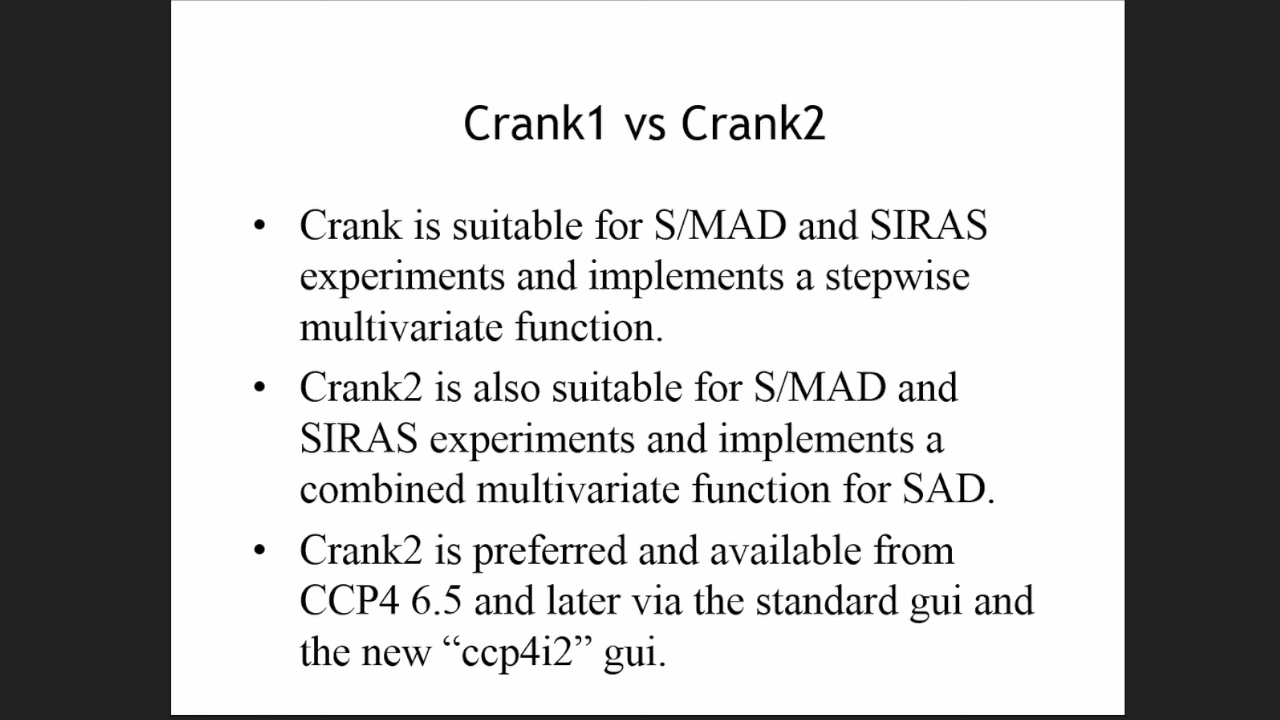 Crank1 vs Crank2
• Crank is suitable for S/MAD and SIRAS
experiments and implements a stepwise
multivariate function.
• Crank2 is also suitable for S/MAD and
SIRAS experiments and implements a
combined multivariate function for SAD.
• Crank2 is preferred and available from
CCP4 6.5 and later via the standard gui and
the new “ccp4i2” gui.